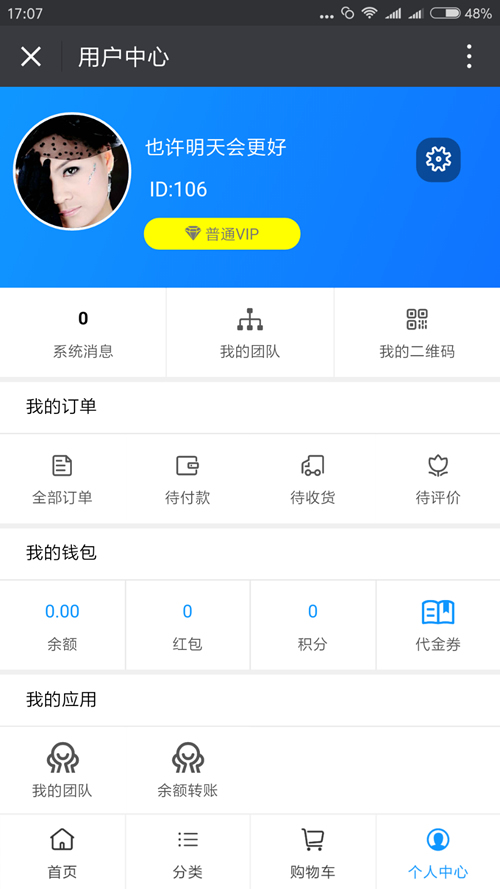 17:07
48%
用户中心
也许明天会更好
ID:106
普通VIP
0
系统消息
我的团队
我的二维码
我的订单
全部订单
待付款
待收货
待评价
我的钱包
0.00
0
0
余额
红包
积分
代金券
我的应用
我的团队
余额转账
首页
分类
购物车
个人中心